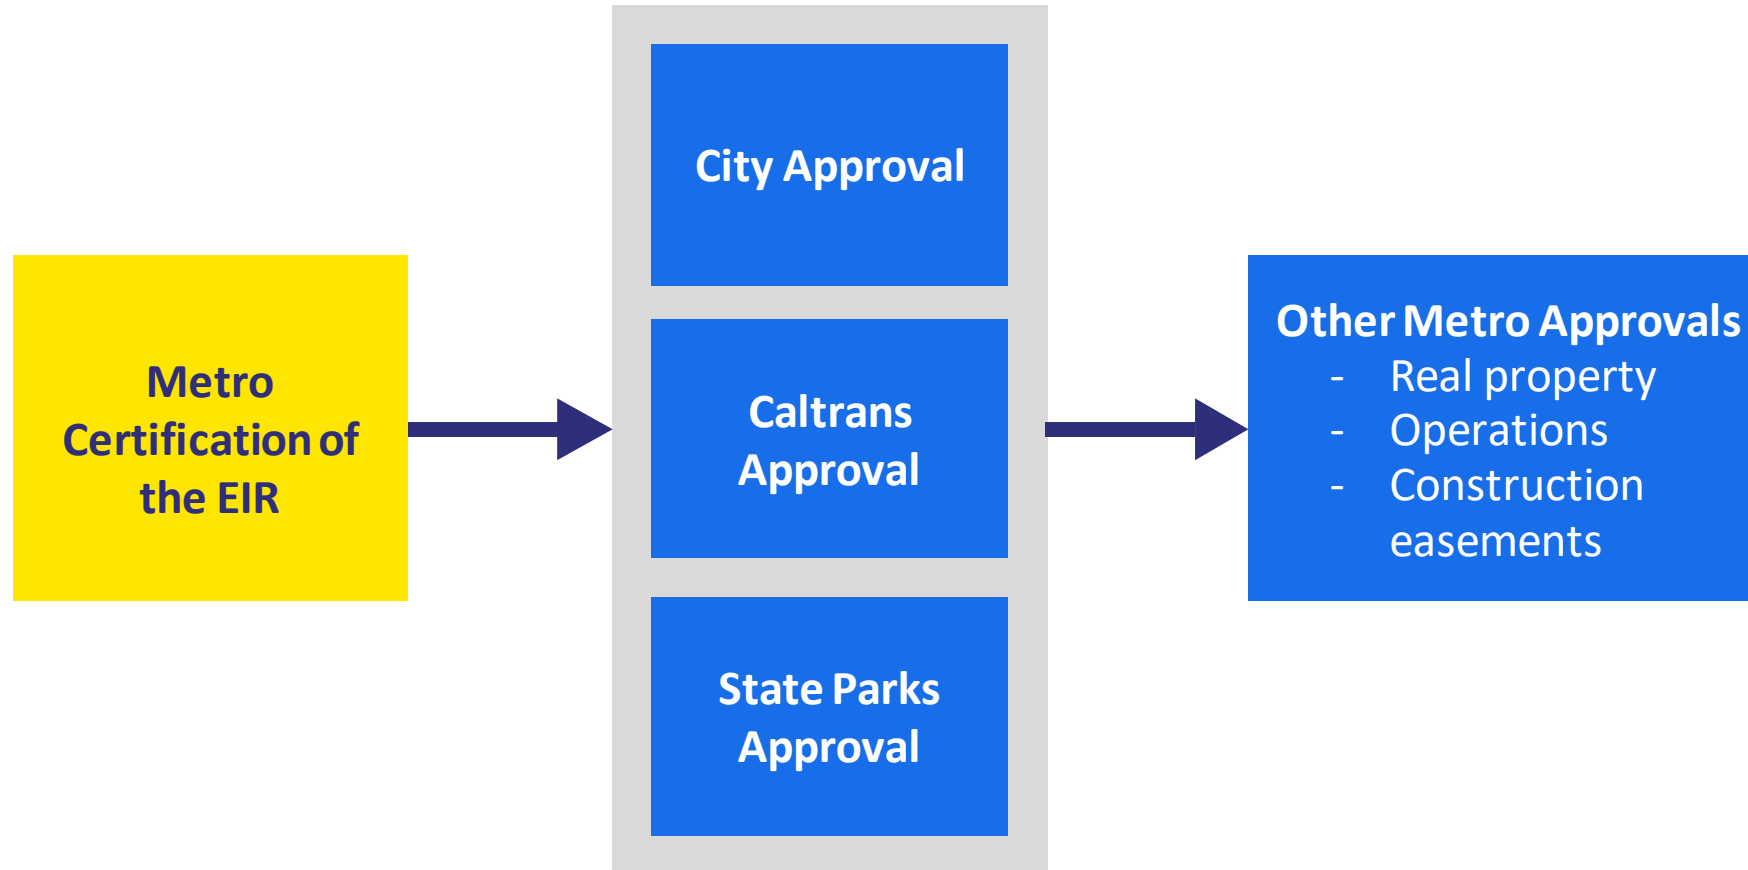 Metro
Certification of
the EIR
City Approval
Caltrans
Approval
State Parks
Approval
Other Metro Approvals
- Real property
- Operations
- Construction
easements